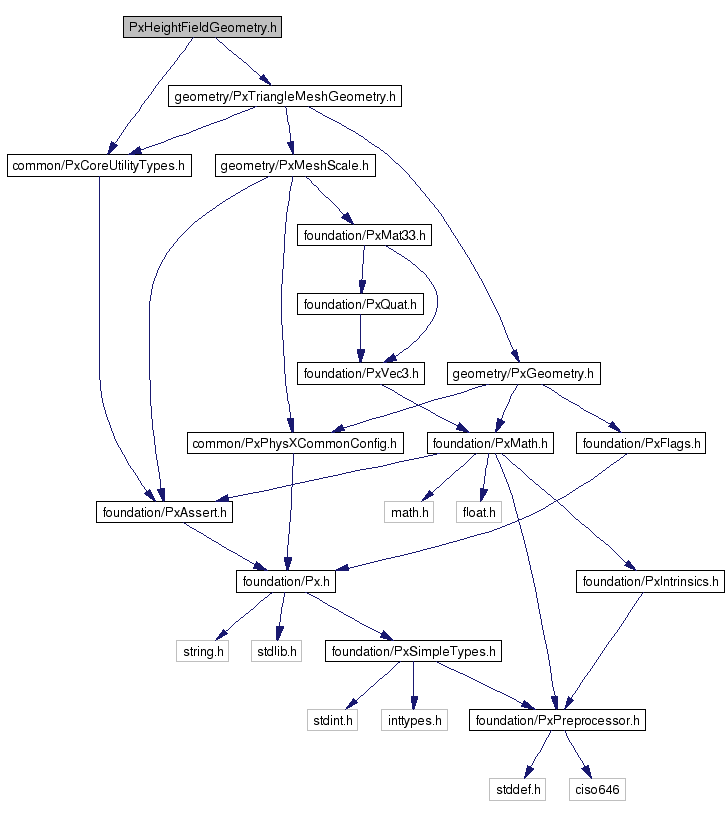 PxHeightFieldGeometry.h
geometry/PxTriangleMeshGeometry.h
common/PxCoreUtilityTypes.h
geometry/PxMeshScale.h
foundation/PxMat33.h
foundation/PxQuat.h
foundation/PxVec3.h
geometry/PxGeometry.h
common/PxPhysXCommonConfig.h
foundation/PxMath.h
foundation/PxFlags.h
foundation/PxAssert.h
math.h
float.h
foundation/Px.h
foundation/PxIntrinsics.h
string.h
stdlib.h
foundation/PxSimpleTypes.h
stdint.h
inttypes.h
foundation/PxPreprocessor.h
stddef.h
ciso646